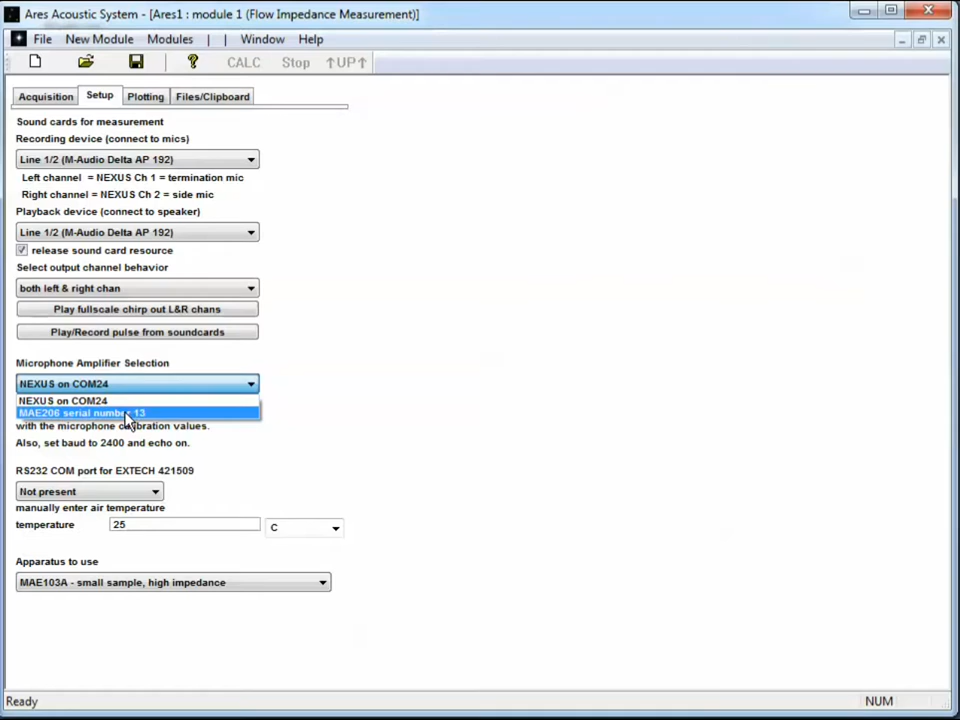 Ares Acoustic System - [Ares1 : module 1 (Flow Impedance Measurement)]
File New Module Modules | | Window Help
CALC Stop ↑UP↑
Acquisition Setup Plotting Files/Clipboard
Sound cards for measurement
Recording device (connect to mics)
Line 1/2 (M-Audio Delta AP 192)
Left channel = NEXUS Ch 1 = termination mic
Right channel = NEXUS Ch 2 = side mic
Playback device (connect to speaker)
Line 1/2 (M-Audio Delta AP 192)
release sound card resource
Select output channel behavior
both left & right chan
Play fullscale chirp out L&R chans
Play/Record pulse from soundcards
Microphone Amplifier Selection
NEXUS on COM24
NEXUS on COM24
MAE206 serial number 13
with the microphone calibration values.
Also, set baud to 2400 and echo on.
RS232 COM port for EXTECH 421509
Not present
manually enter air temperature
temperature 25 C
Apparatus to use
MAE103A - small sample, high impedance
Ready NUM